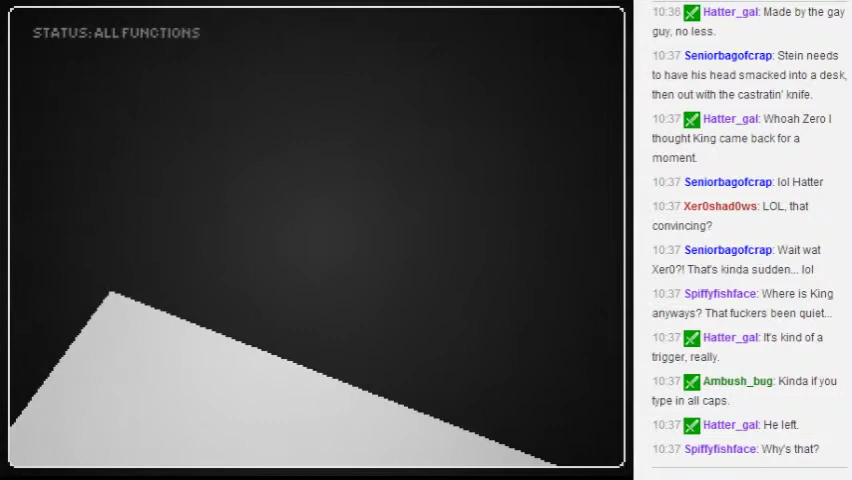 STATUS: ALL FUNCTIONS
10:36 Hatter_gal: Made by the gay
guy, no less.
10:37 Seniorbagofcrap: Stein needs
to have his head smacked into a desk,
then out with the castratin' knife.
10:37 Hatter_gal: Whoah Zero I
thought King came back for a
moment.
10:37 Seniorbagofcrap: lol Hatter
10:37 Xer0shad0ws: LOL, that
convincing?
10:37 Seniorbagofcrap: Wait wat
Xer0?! That's kinda sudden... lol
10:37 Spiffyfishface: Where is King
anyways? That fuckers been quiet...
10:37 Hatter_gal: It's kind of a
trigger, really.
10:37 Ambush_bug: Kinda if you
type in all caps.
10:37 Hatter_gal: He left.
10:37 Spiffyfishface: Why's that?